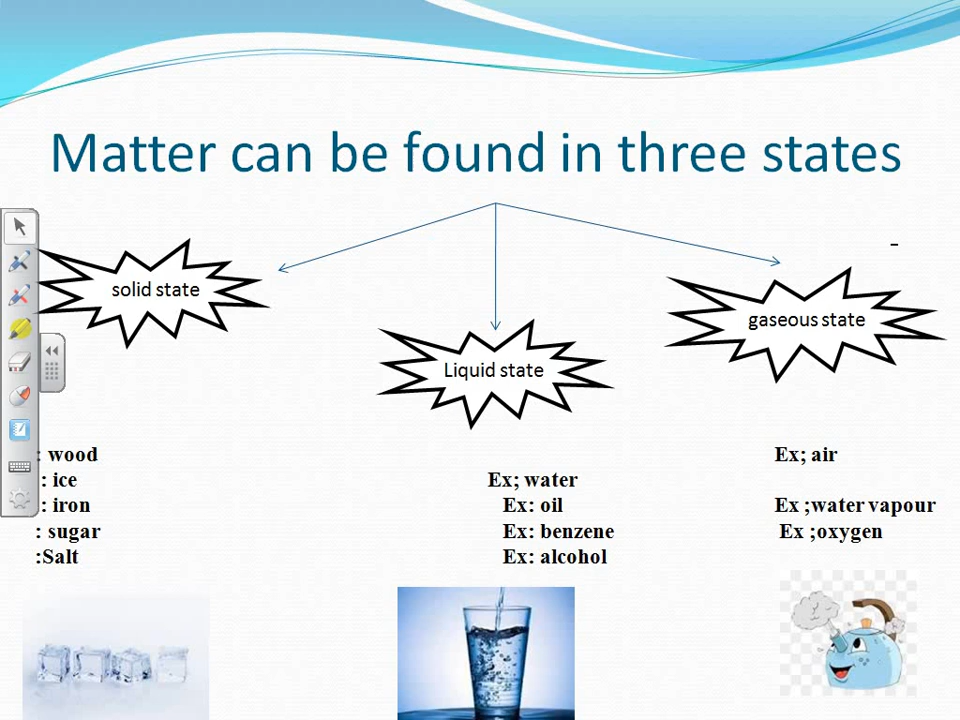 Matter can be found in three states
-
solid state
gaseous state
Liquid state
: wood
: ice
: iron
: sugar
:Salt
Ex; water
Ex: oil
Ex: benzene
Ex: alcohol
Ex; air
Ex ;water vapour
Ex ;oxygen